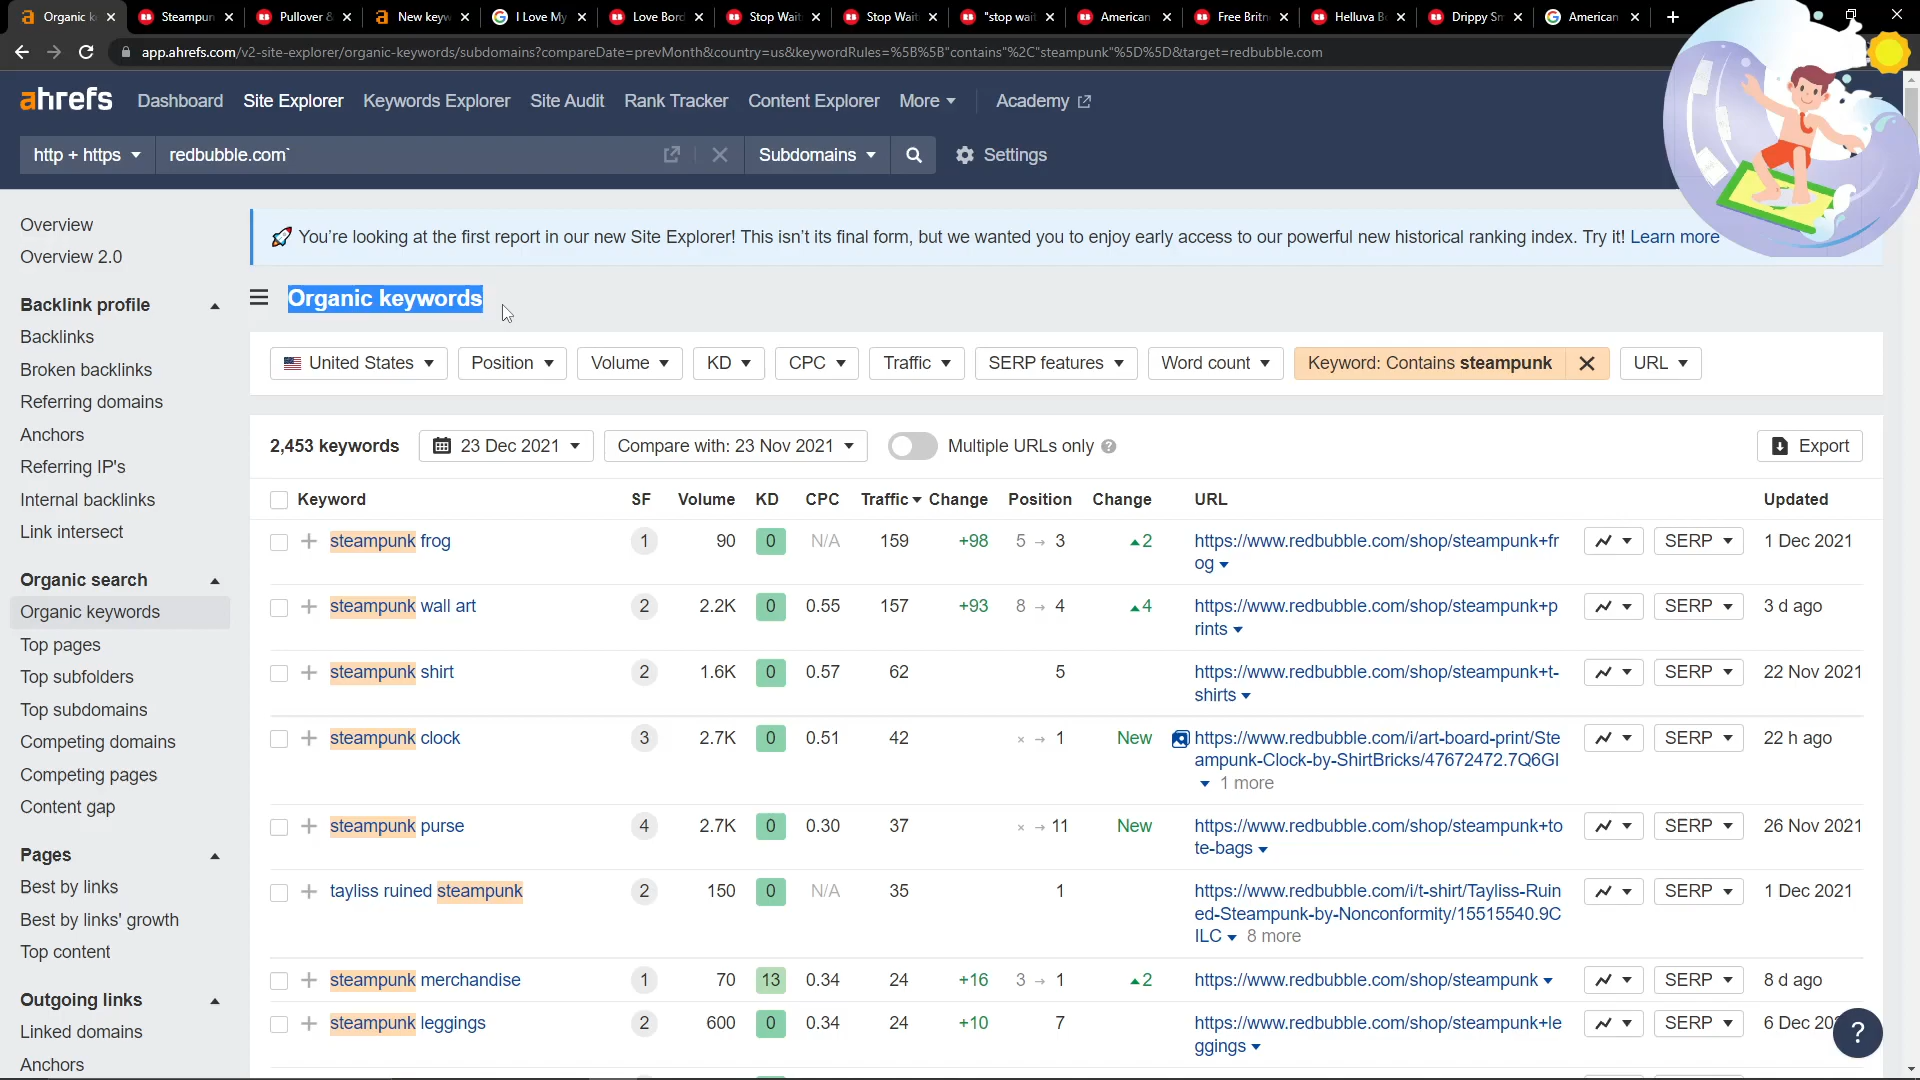 Organic k
Steampun
Pullover &
New keyw
I Love My
Love Bord
Stop Wait
Stop Wait
"stop wait
American
Free Britn
Helluva B
Drippy Sm
American
app.ahrefs.com/v2-site-explorer/organic-keywords/subdomains?compareDate=prevMonth&country=us&keywordRules=%5B%5B"contains"%2C"steampunk"%5D%5D&target=redbubble.com
ahrefs Dashboard Site Explorer Keywords Explorer Site Audit Rank Tracker Content Explorer More Academy
http + https redbubble.com` Subdomains Settings
Overview
Overview 2.0
Backlink profile
Backlinks
Broken backlinks
Referring domains
Anchors
Referring IP's
Internal backlinks
Link intersect
Organic search
Organic keywords
Top pages
Top subfolders
Top subdomains
Competing domains
Competing pages
Content gap
Pages
Best by links
Best by links' growth
Top content
Outgoing links
Linked domains
Anchors
You're looking at the first report in our new Site Explorer! This isn't its final form, but we wanted you to enjoy early access to our powerful new historical ranking index. Try it! Learn more
Organic keywords
United States Position Volume KD CPC Traffic SERP features Word count Keyword: Contains steampunk URL
2,453 keywords 23 Dec 2021 Compare with: 23 Nov 2021 Multiple URLs only ? Export
Keyword SF Volume KD CPC Traffic Change Position Change URL Updated
steampunk frog 1 90 0 N/A 159 +98 5 → 3 2 https://www.redbubble.com/shop/steampunk+fr SERP 1 Dec 2021
og
steampunk wall art 2 2.2K 0 0.55 157 +93 8 → 4 4 https://www.redbubble.com/shop/steampunk+p SERP 3 d ago
rints
steampunk shirt 2 1.6K 0 0.57 62 5 https://www.redbubble.com/shop/steampunk+t- SERP 22 Nov 2021
shirts
steampunk clock 3 2.7K 0 0.51 42 × → 1 New https://www.redbubble.com/i/art-board-print/Ste SERP 22 h ago
ampunk-Clock-by-ShirtBricks/47672472.7Q6GI
1 more
steampunk purse 4 2.7K 0 0.30 37 × → 11 New https://www.redbubble.com/shop/steampunk+to SERP 26 Nov 2021
te-bags
tayliss ruined steampunk 2 150 0 N/A 35 1 https://www.redbubble.com/i/t-shirt/Tayliss-Ruin SERP 1 Dec 2021
ed-Steampunk-by-Nonconformity/15515540.9C
ILC 8 more
steampunk merchandise 1 70 13 0.34 24 +16 3 → 1 2 https://www.redbubble.com/shop/steampunk SERP 8 d ago
steampunk leggings 2 600 0 0.34 24 +10 7 https://www.redbubble.com/shop/steampunk+le SERP 6 Dec 20
ggings
?